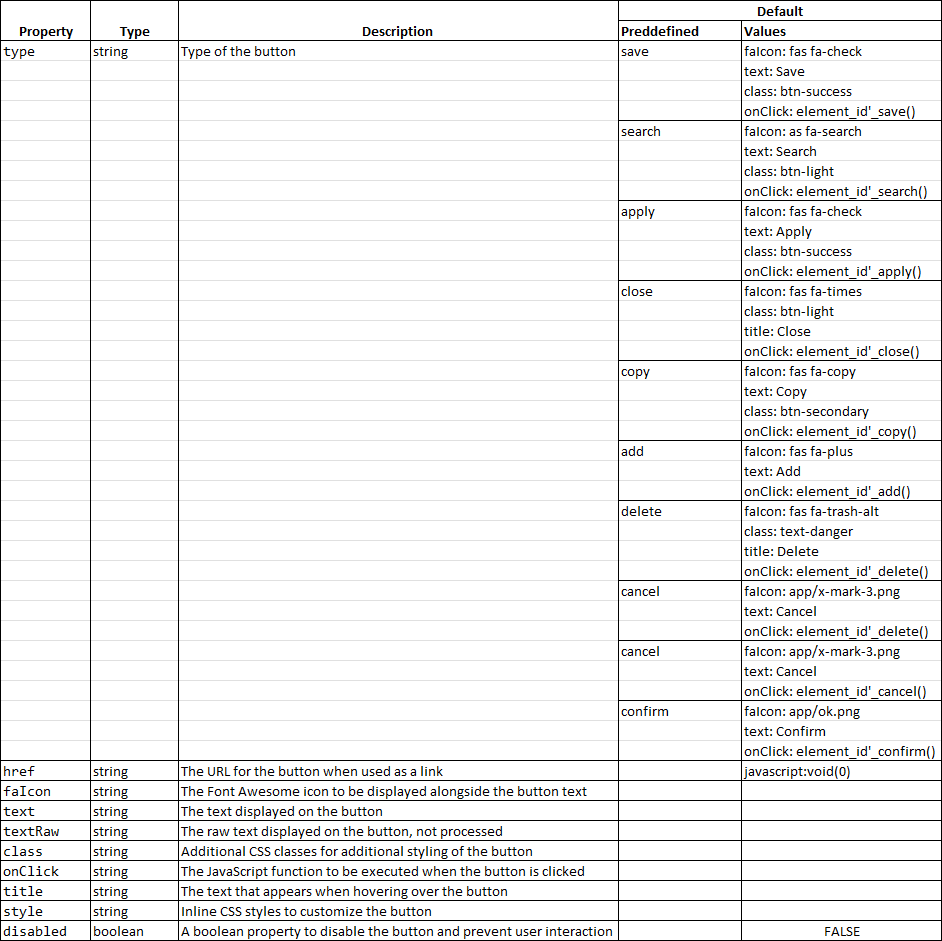 Default
Property Type Description Preddefined Values
type string Type of the button save faIcon: fas fa-check
text: Save
class: btn-success
onClick: element_id'_save()
search faIcon: as fa-search
text: Search
class: btn-light
onClick: element_id'_search()
apply faIcon: fas fa-check
text: Apply
class: btn-success
onClick: element_id'_apply()
close faIcon: fas fa-times
class: btn-light
title: Close
onClick: element_id'_close()
copy faIcon: fas fa-copy
text: Copy
class: btn-secondary
onClick: element_id'_copy()
add faIcon: fas fa-plus
text: Add
onClick: element_id'_add()
delete faIcon: fas fa-trash-alt
class: text-danger
title: Delete
onClick: element_id'_delete()
cancel faIcon: app/x-mark-3.png
text: Cancel
onClick: element_id'_delete()
cancel faIcon: app/x-mark-3.png
text: Cancel
onClick: element_id'_cancel()
confirm faIcon: app/ok.png
text: Confirm
onClick: element_id'_confirm()
href string The URL for the button when used as a link javascript:void(0)
faIcon string The Font Awesome icon to be displayed alongside the button text
text string The text displayed on the button
textRaw string The raw text displayed on the button, not processed
class string Additional CSS classes for additional styling of the button
onClick string The JavaScript function to be executed when the button is clicked
title string The text that appears when hovering over the button
style string Inline CSS styles to customize the button
disabled boolean A boolean property to disable the button and prevent user interaction FALSE